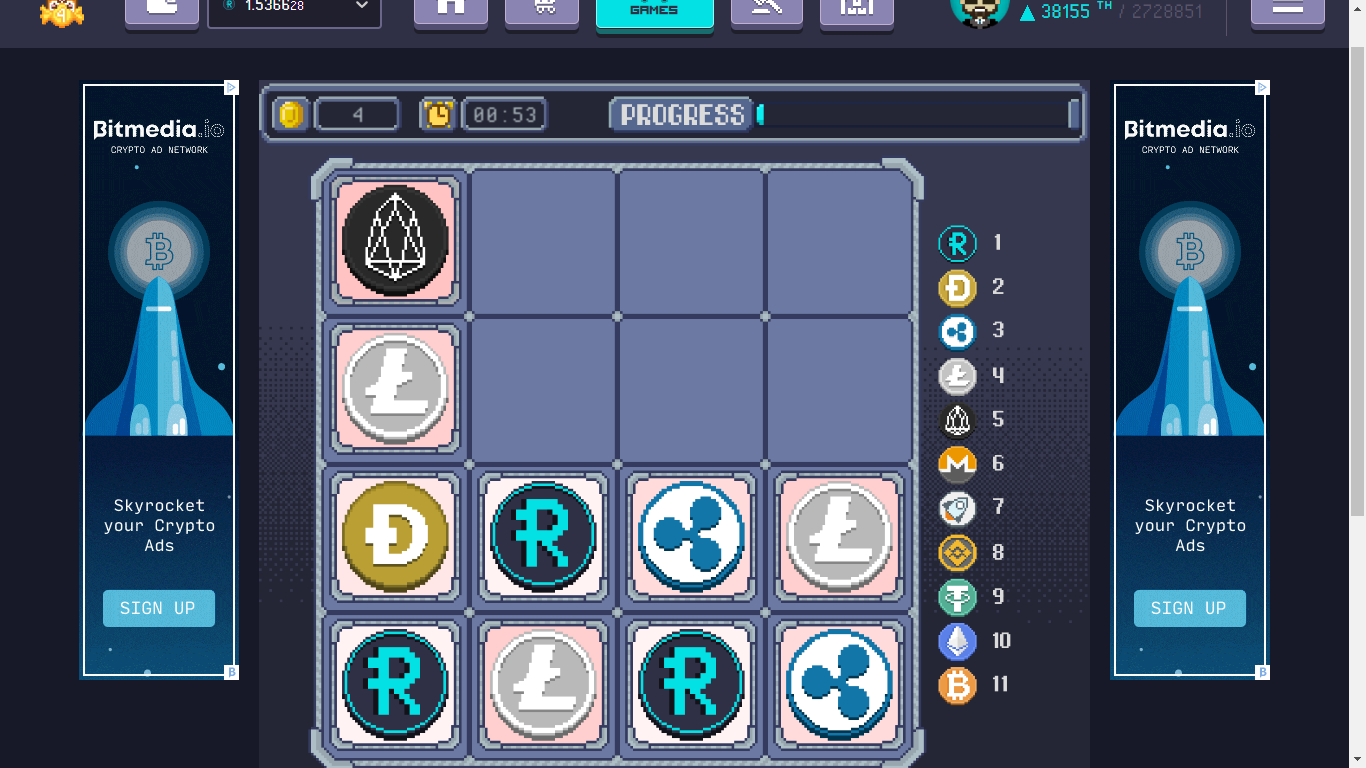 1.536628
GAMES
38155 TH / 2728851
4
00:53
PROGRESS
Bitmedia.io
CRYPTO AD NETWORK
Skyrocket
your Crypto
Ads
SIGN UP
Bitmedia.io
CRYPTO AD NETWORK
Skyrocket
your Crypto
Ads
SIGN UP
1
2
3
4
5
6
7
8
9
10
11